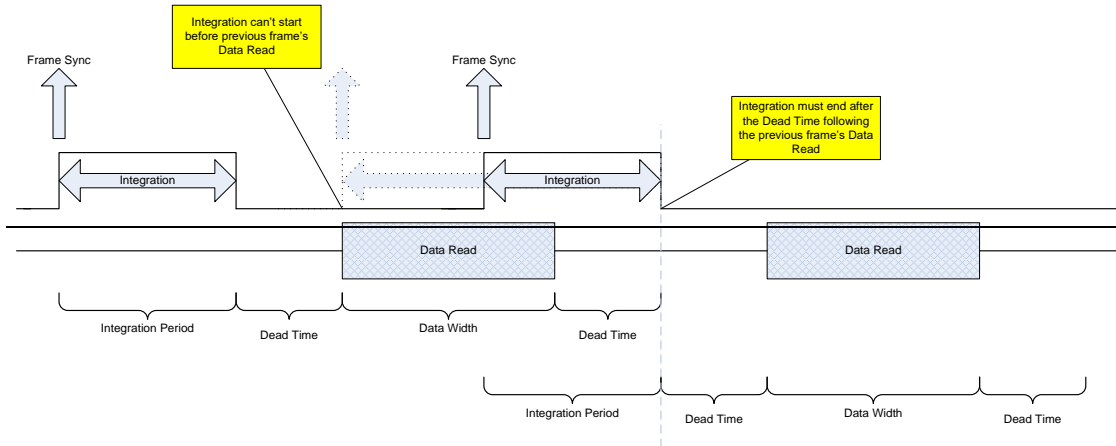 Integration can't start
before previous frame's
Data Read
Frame Sync
Frame Sync
Integration must end after
the Dead Time following
the previous frame's Data
Read
Integration
Integration
Data Read
Data Read
Integration Period
Dead Time
Data Width
Dead Time
Integration Period
Dead Time
Data Width
Dead Time